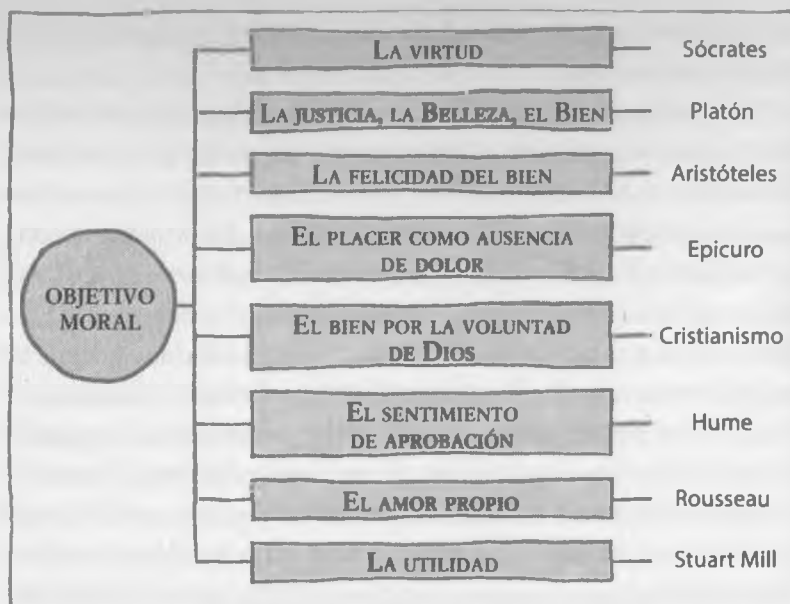 LA VIRTUD
Sócrates
LA JUSTICIA, LA BELLEZA, EL BIEN
Platón
LA FELICIDAD DEL BIEN
Aristóteles
EL PLACER COMO AUSENCIA
DE DOLOR
Epicuro
OBJETIVO
MORAL
EL BIEN POR LA VOLUNTAD
DE DIOS
Cristianismo
EL SENTIMIENTO
DE APROBACIÓN
Hume
EL AMOR PROPIO
Rousseau
LA UTILIDAD
Stuart Mill